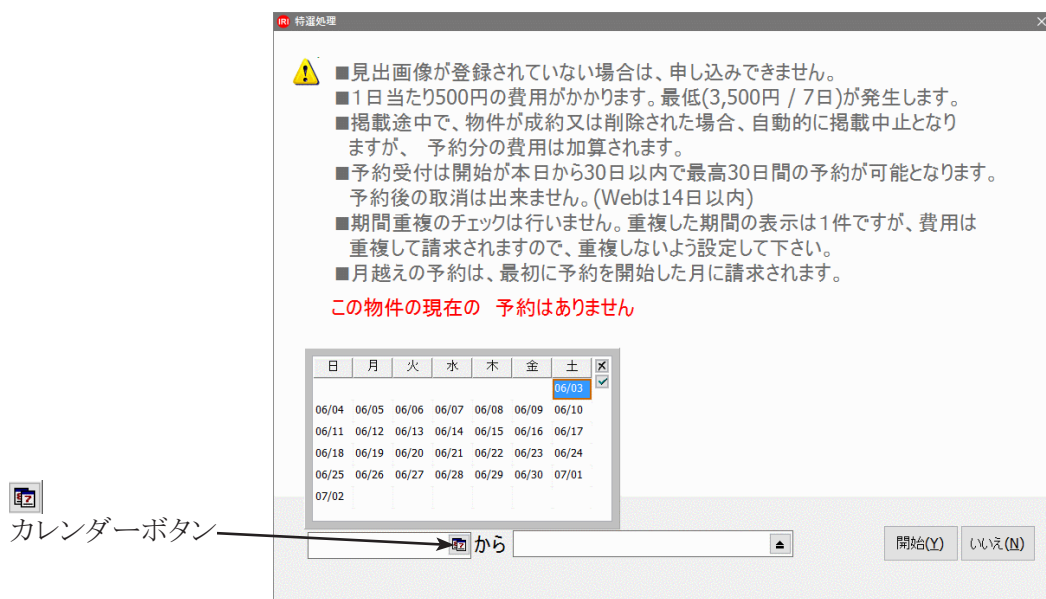 IRI 特選処理
■見出画像が登録されていない場合は、申し込みできません。
■1日当たり500円の費用がかかります。最低(3,500円 / 7日)が発生します。
■掲載途中で、物件が成約又は削除された場合、自動的に掲載中止となり
ますが、 予約分の費用は加算されます。
■予約受付は開始が本日から30日以内で最高30日間の予約が可能となります。
予約後の取消は出来ません。(Webは14日以内)
■期間重複のチェックは行いません。重複した期間の表示は1件ですが、費用は
重複して請求されますので、重複しないよう設定して下さい。
■月越えの予約は、最初に予約を開始した月に請求されます。
この物件の現在の 予約はありません
日 月 火 水 木 金 土
06/03
06/04 06/05 06/06 06/07 06/08 06/09 06/10
06/11 06/12 06/13 06/14 06/15 06/16 06/17
06/18 06/19 06/20 06/21 06/22 06/23 06/24
06/25 06/26 06/27 06/28 06/29 06/30 07/01
07/02
カレンダーボタン
から
開始(Y) いいえ(N)